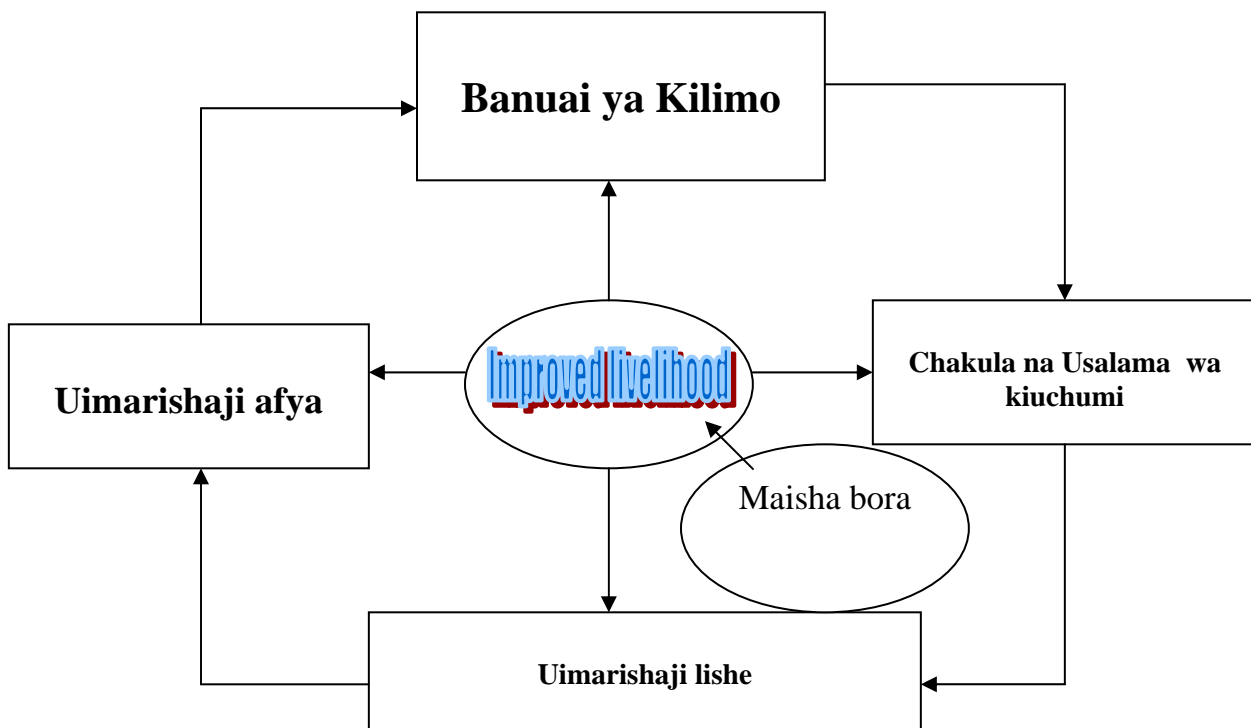 Banuai ya Kilimo
Uimarishaji afya
Improved livelihood
Chakula na Usalama wa
kiuchumi
Maisha bora
Uimarishaji lishe